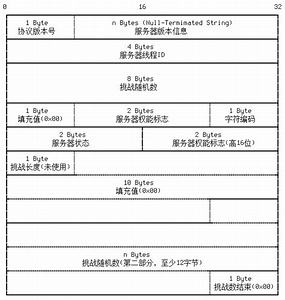 0 16 32
1 Byte n Bytes (Null-Terminated String)
协议版本号 服务器版本信息
4 Bytes
服务器线程ID
8 Bytes
挑战随机数
1 Byte 2 Bytes 1 Byte
填充值(0x00) 服务器权能标志 字符编码
2 Bytes 2 Bytes
服务器状态 服务器权能标志(高16位)
1 Byte
挑战长度(未使用)
10 Bytes
填充值(0x00)
n Bytes
挑战随机数(第二部分，至少12字节)
1 Byte
挑战数结束(0x00)